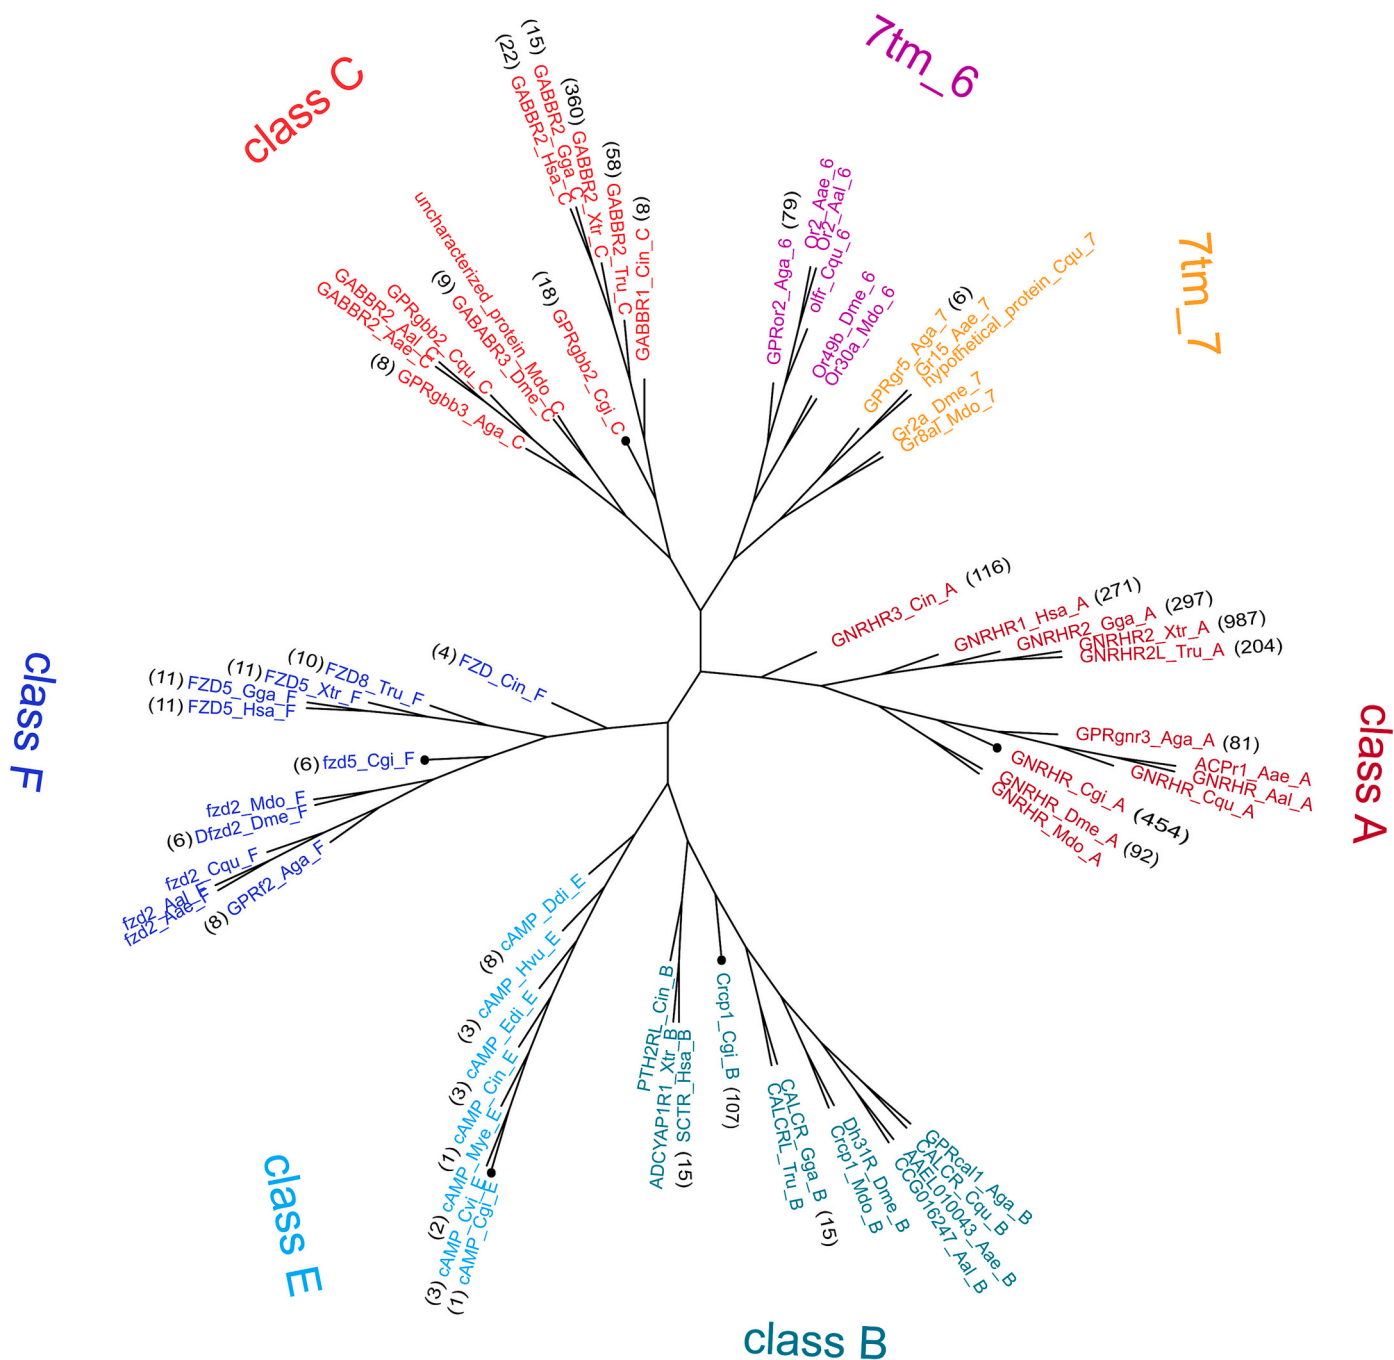 class C
(22) GABBR2_Hsa_C
(15) GABBR2_Gga_C
(360) GABBR2_Xtr_C
(58) GABBR2_Tru_C
(8) GABBR1_Cin_C
(18) GPRgbb2_Cgi_C
uncharacterized_protein_Mdo_C
(9) GABABR3_Dme_C
GPRgbb2_Cqu_C
GABBR2_Aal_C
GABBR2_Aae_C
(8) GPRgbb3_Aga_C
7tm_6
GPRor2_Aga_6 (79)
Or2_Aae_6
Or2_Aal_6
olfr_Cqu_6
Or49b_Dme_6
Or30a_Mdo_6
7tm_7
GPRgr5_Aga_7 (6)
Gr15_Aae_7
hypothetical_protein_Cqu_7
Gr2a_Dme_7
Gr8al_Mdo_7
class A
GNRHR3_Cin_A (116)
GNRHR1_Hsa_A (271)
GNRHR2_Gga_A (297)
GNRHR2_Xtr_A (987)
GNRHR2L_Tru_A (204)
GPRgnr3_Aga_A (81)
ACPr1_Aae_A
GNRHR_Aal_A
GNRHR_Cqu_A
GNRHR_Cgi_A (454)
GNRHR_Dme_A (92)
GNRHR_Mdo_A
class F
(4) FZD_Cin_F
(10) FZD8_Tru_F
(11) FZD5_Xtr_F
(11) FZD5_Gga_F
(11) FZD5_Hsa_F
(6) fzd5_Cgi_F
fzd2_Mdo_F
(6) Dfzd2_Dme_F
fzd2_Cqu_F
fzd2_Aal_F
fzd2_Aae_F
(8) GPRf2_Aga_F
class E
(8) cAMP_Ddi_E
(3) cAMP_Hvu_E
(3) cAMP_Edi_E
(1) cAMP_Cin_E
(2) cAMP_Mye_E
(3) cAMP_Cvi_E
(1) cAMP_Cgi_E
class B
PTH2RL_Cin_B
ADCYAP1R1_Xtr_B
SCTR_Hsa_B (15)
Crcp1_Cgi_B (107)
CALCR_Gga_B (15)
CALCRL_Tru_B
Dh31R_Dme_B
Crcp1_Mdo_B
GPRcal1_Aga_B
CALCR_Cqu_B
AAEL010043_Aae_B
CCG016247_Aal_B